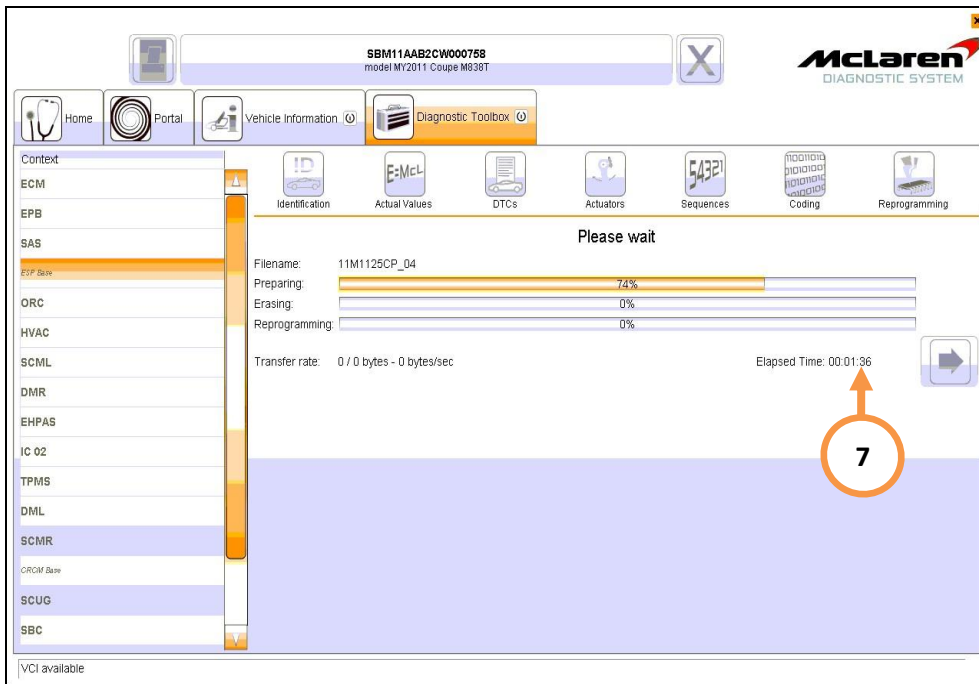 SBM11AAB2CW000758
model MY2011 Coupe M838T
McLaren
DIAGNOSTIC SYSTEM
Home
Portal
Vehicle Information
Diagnostic Toolbox
Context
ECM
EPB
SAS
ESP Base
ORC
HVAC
SCML
DMR
EHPAS
IC 02
TPMS
DML
SCMR
CRCM Base
SCUG
SBC
ID
E=McL
54321
Identification
Actual Values
DTCs
Actuators
Sequences
Coding
Reprogramming
Please wait
Filename: 11M1125CP_04
Preparing: 74%
Erasing: 0%
Reprogramming: 0%
Transfer rate: 0 / 0 bytes - 0 bytes/sec
Elapsed Time: 00:01:36
7
VCI available